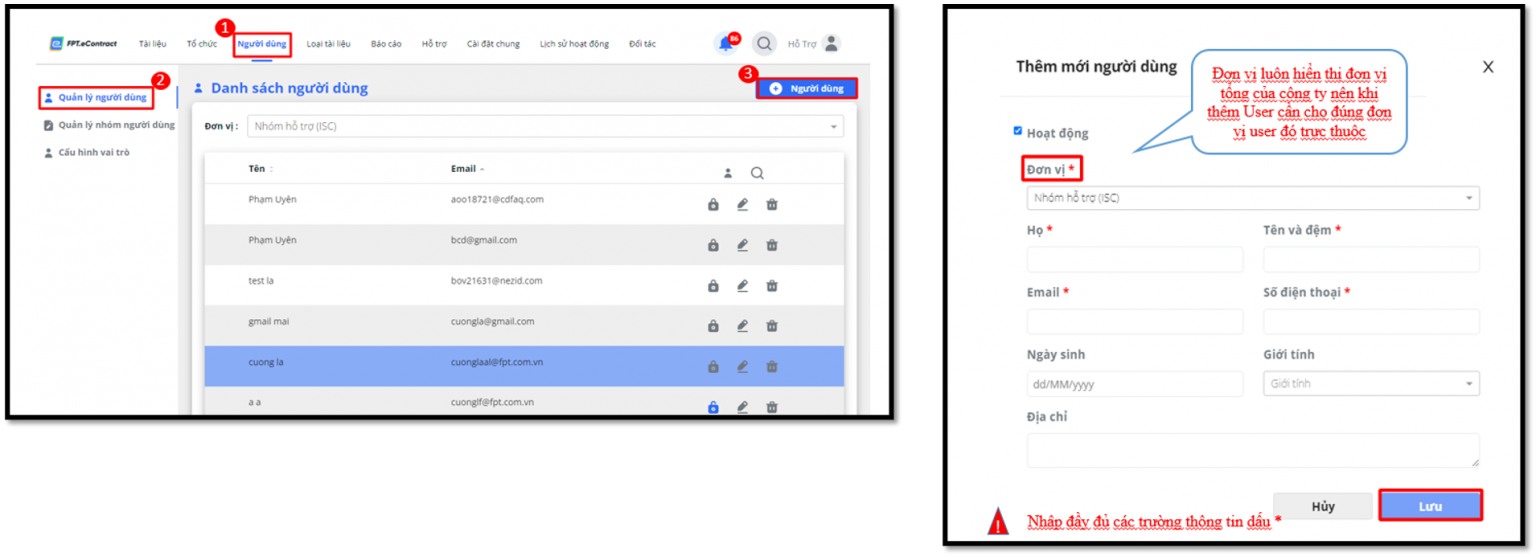 1
FPT.eContract Tài liệu Tổ chức Người dùng Loại tài liệu Báo cáo Hỗ trợ Cài đặt chung Lịch sử hoạt động Đối tác 86 Hỗ Trợ
2
Quản lý người dùng
Quản lý nhóm người dùng
Cấu hình vai trò
3
Danh sách người dùng Người dùng
Đơn vị : Nhóm hỗ trợ (ISC)
Tên Email
Phạm Uyên aoo18721@cdfaq.com
Phạm Uyên bcd@gmail.com
test la bov21631@nezid.com
gmail mai cuongla@gmail.com
cuong la cuonglaal@fpt.com.vn
a a cuonglf@fpt.com.vn
Thêm mới người dùng X
Đơn vị luôn hiển thị đơn vị
tổng của công ty nên khi
thêm User cần cho đúng đơn
vị user đó trực thuộc
Hoạt động
Đơn vị *
Nhóm hỗ trợ (ISC)
Họ * Tên và đệm *
Email * Số điện thoại *
Ngày sinh Giới tính
dd/MM/yyyy Giới tính
Địa chỉ
Hủy Lưu
! Nhập đầy đủ các trường thông tin dấu *